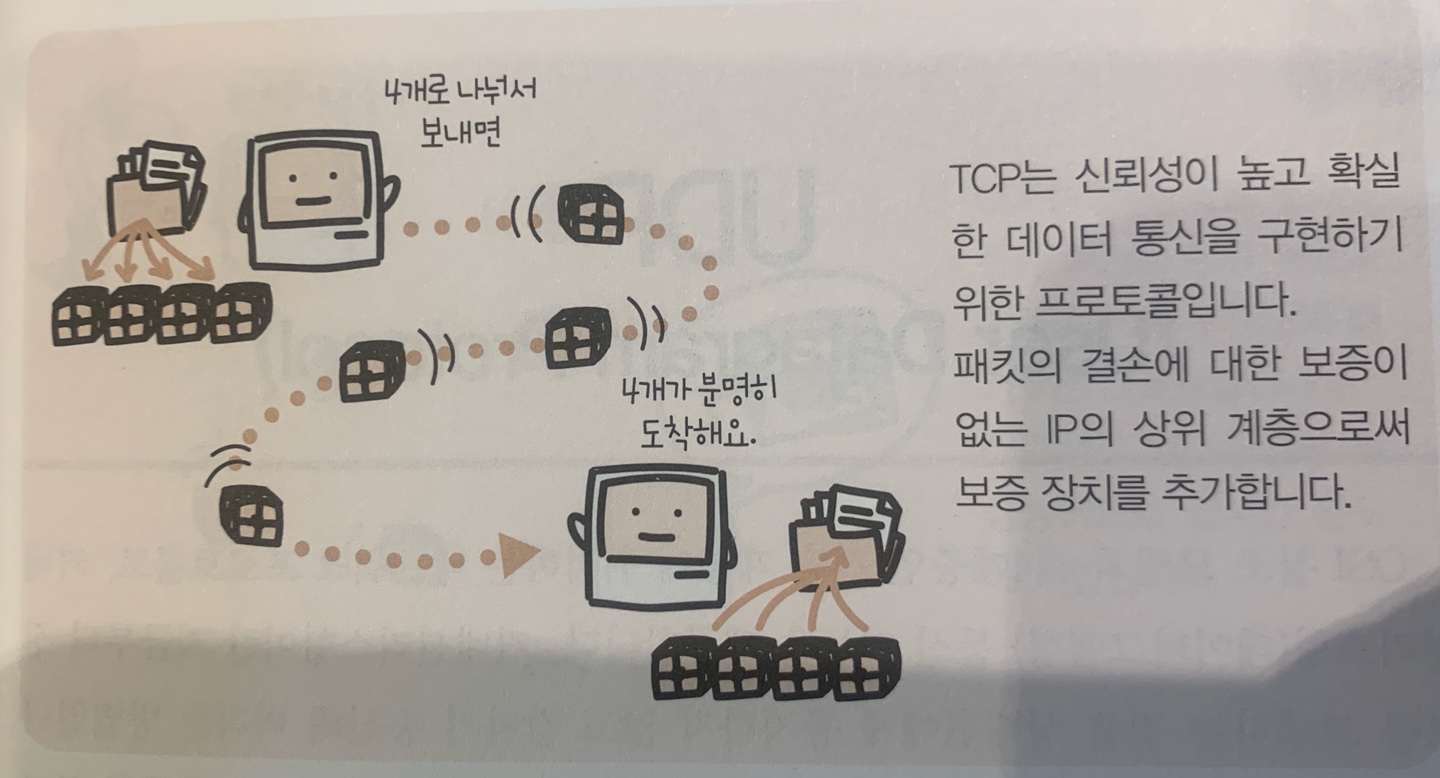 4개로 나눠서
보내면
4개가 분명히
도착해요.
TCP는 신뢰성이 높고 확실
한 데이터 통신을 구현하기
위한 프로토콜입니다.
패킷의 결손에 대한 보증이
없는 IP의 상위 계층으로써
보증 장치를 추가합니다.